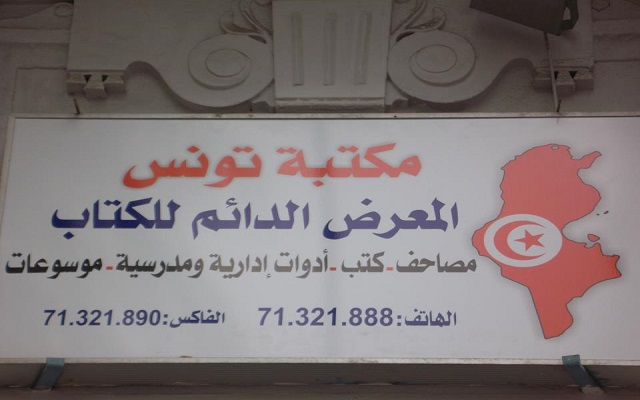 مكتبة تونس
المعرض الدائم للكتاب
مصاحف - كتب - أدوات إدارية ومدرسية - موسوعات
الهاتف: 71.321.888 الفاكس: 71.321.890